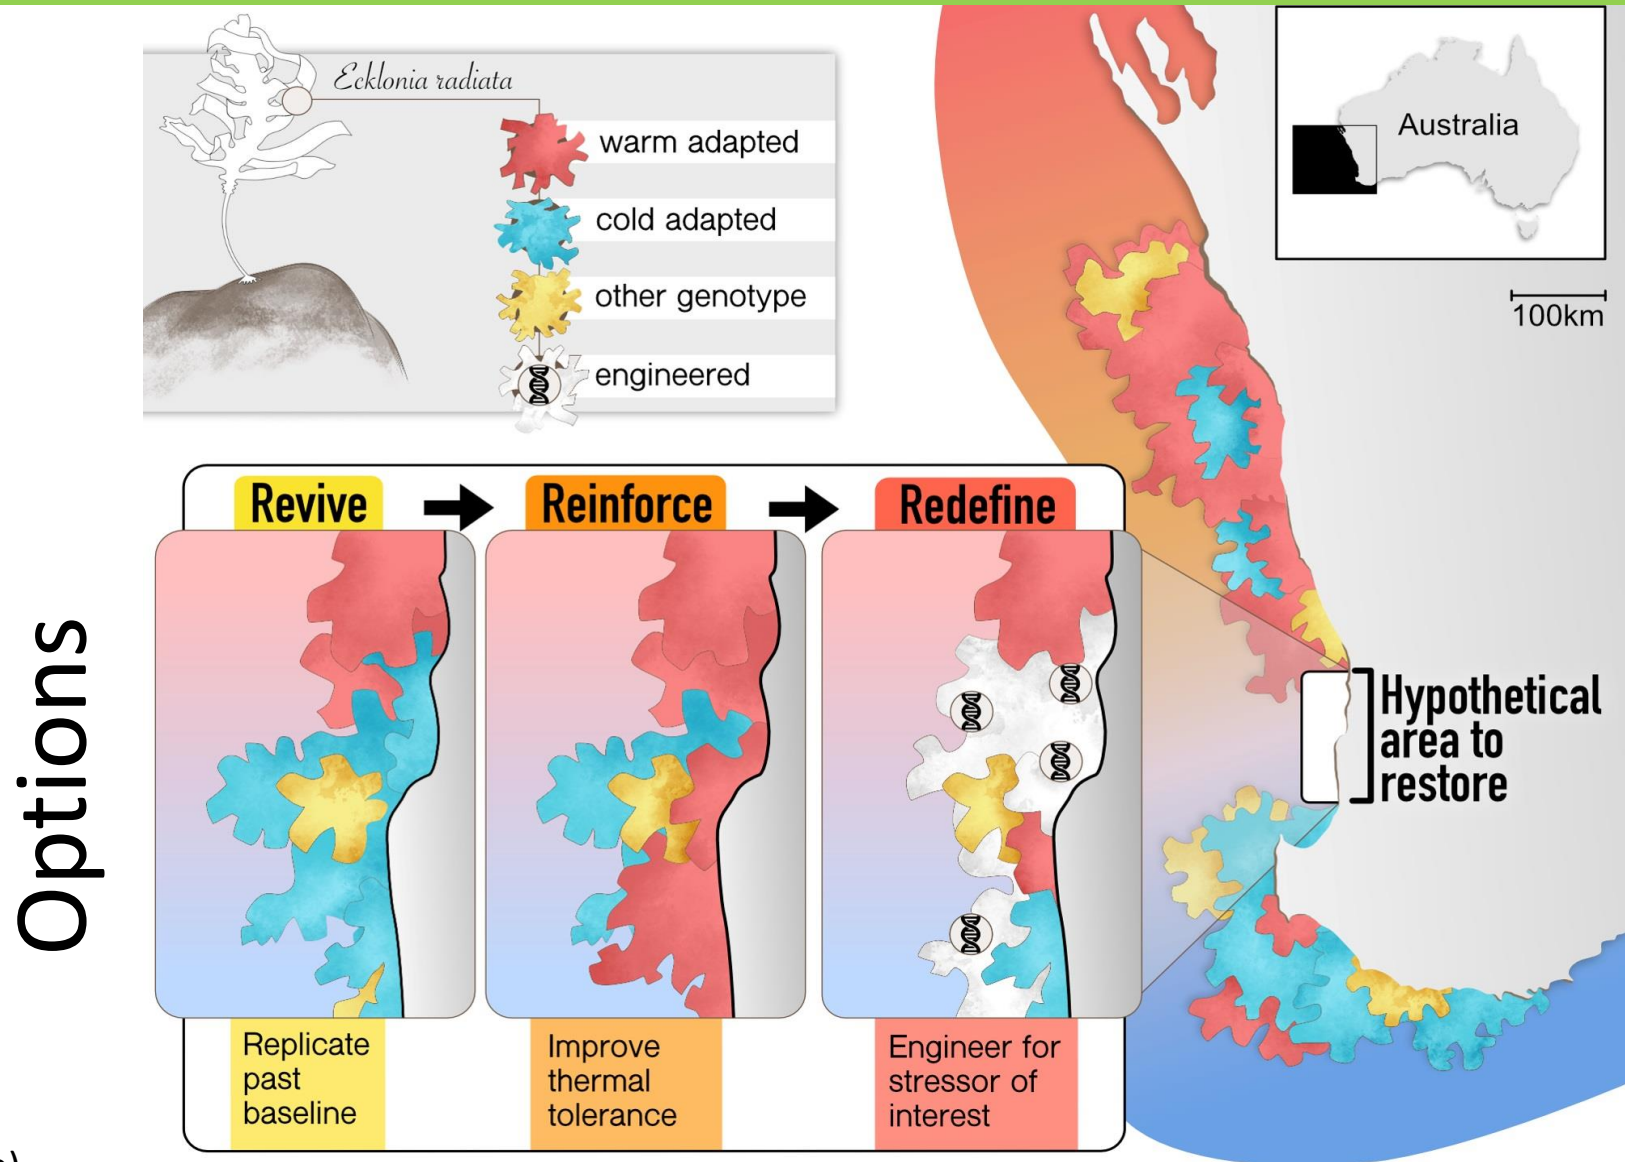 Options
Ecklonia radiata
warm adapted
cold adapted
other genotype
engineered
Australia
100km
Revive
Reinforce
Redefine
Hypothetical
area to
restore
Replicate
past
baseline
Improve
thermal
tolerance
Engineer for
stressor of
interest